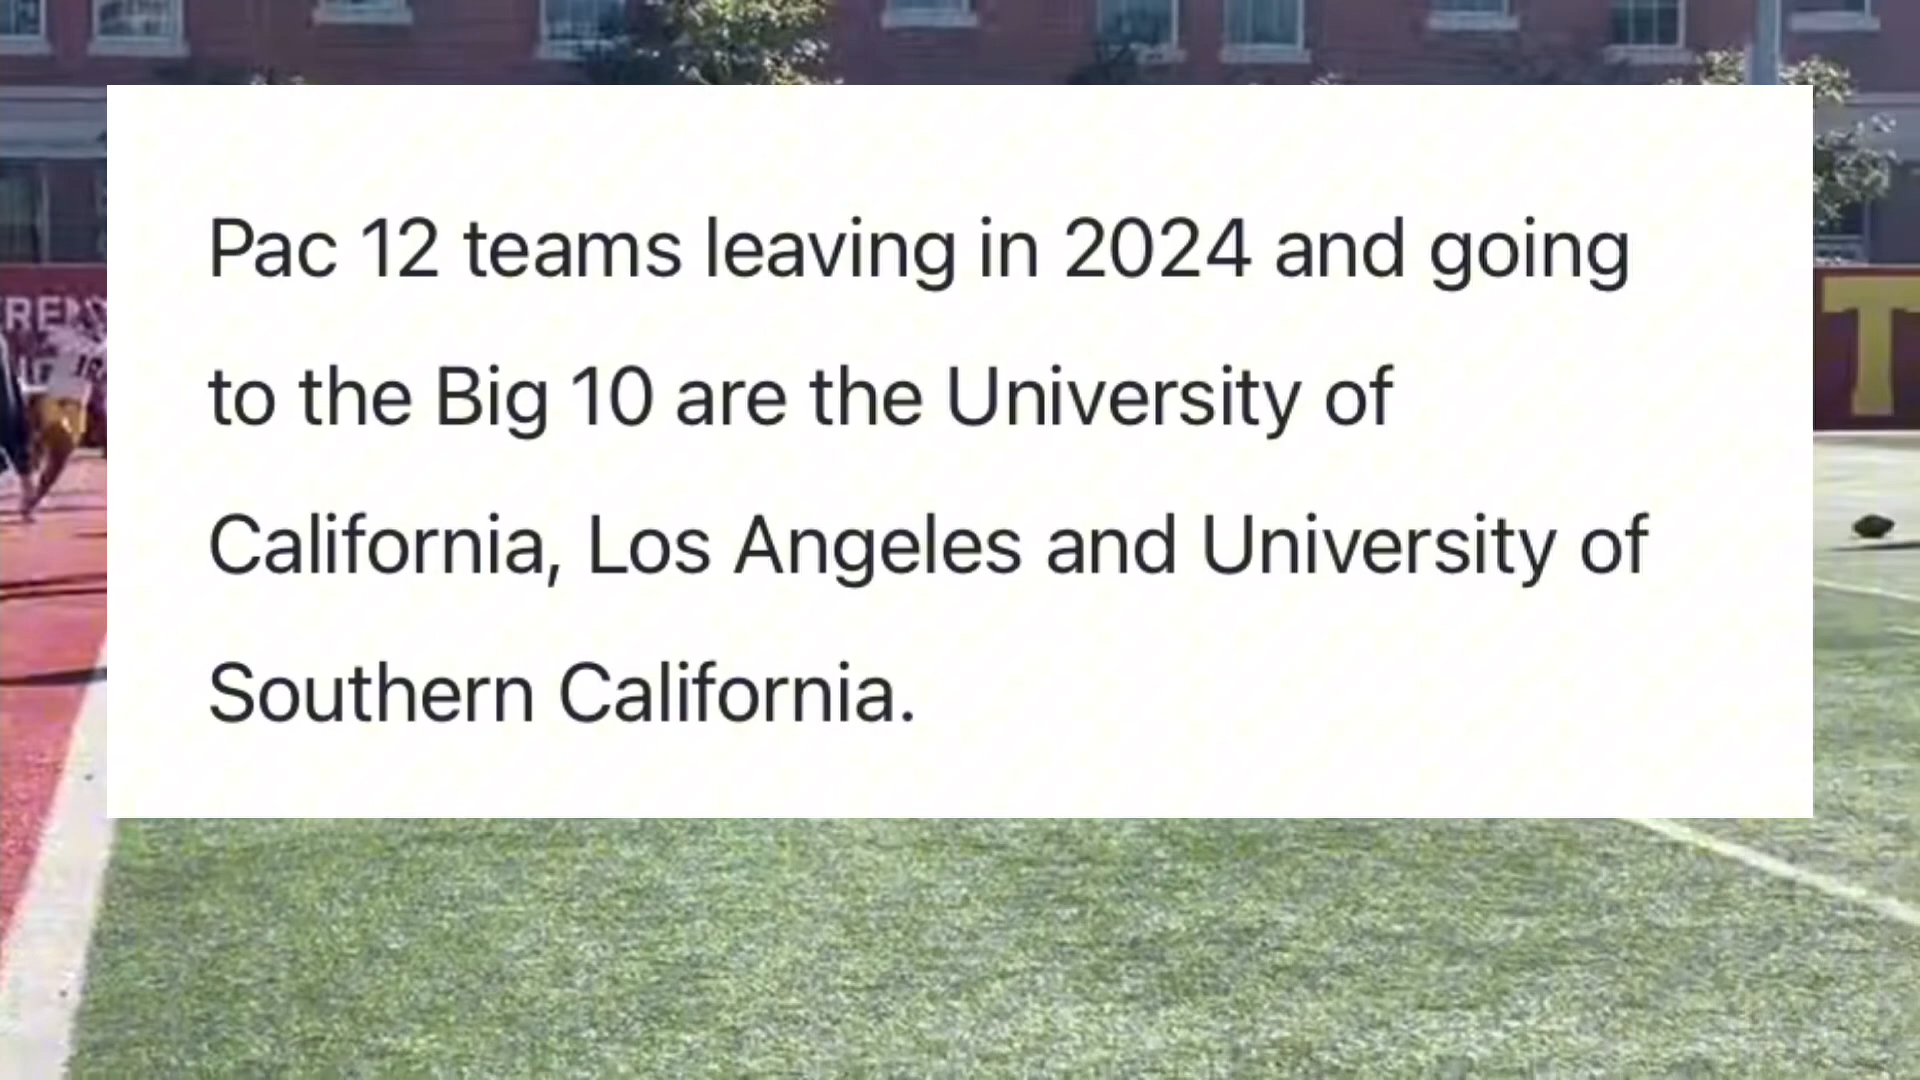 Pac 12 teams leaving in 2024 and going
to the Big 10 are the University of
California, Los Angeles and University of
Southern California.
T